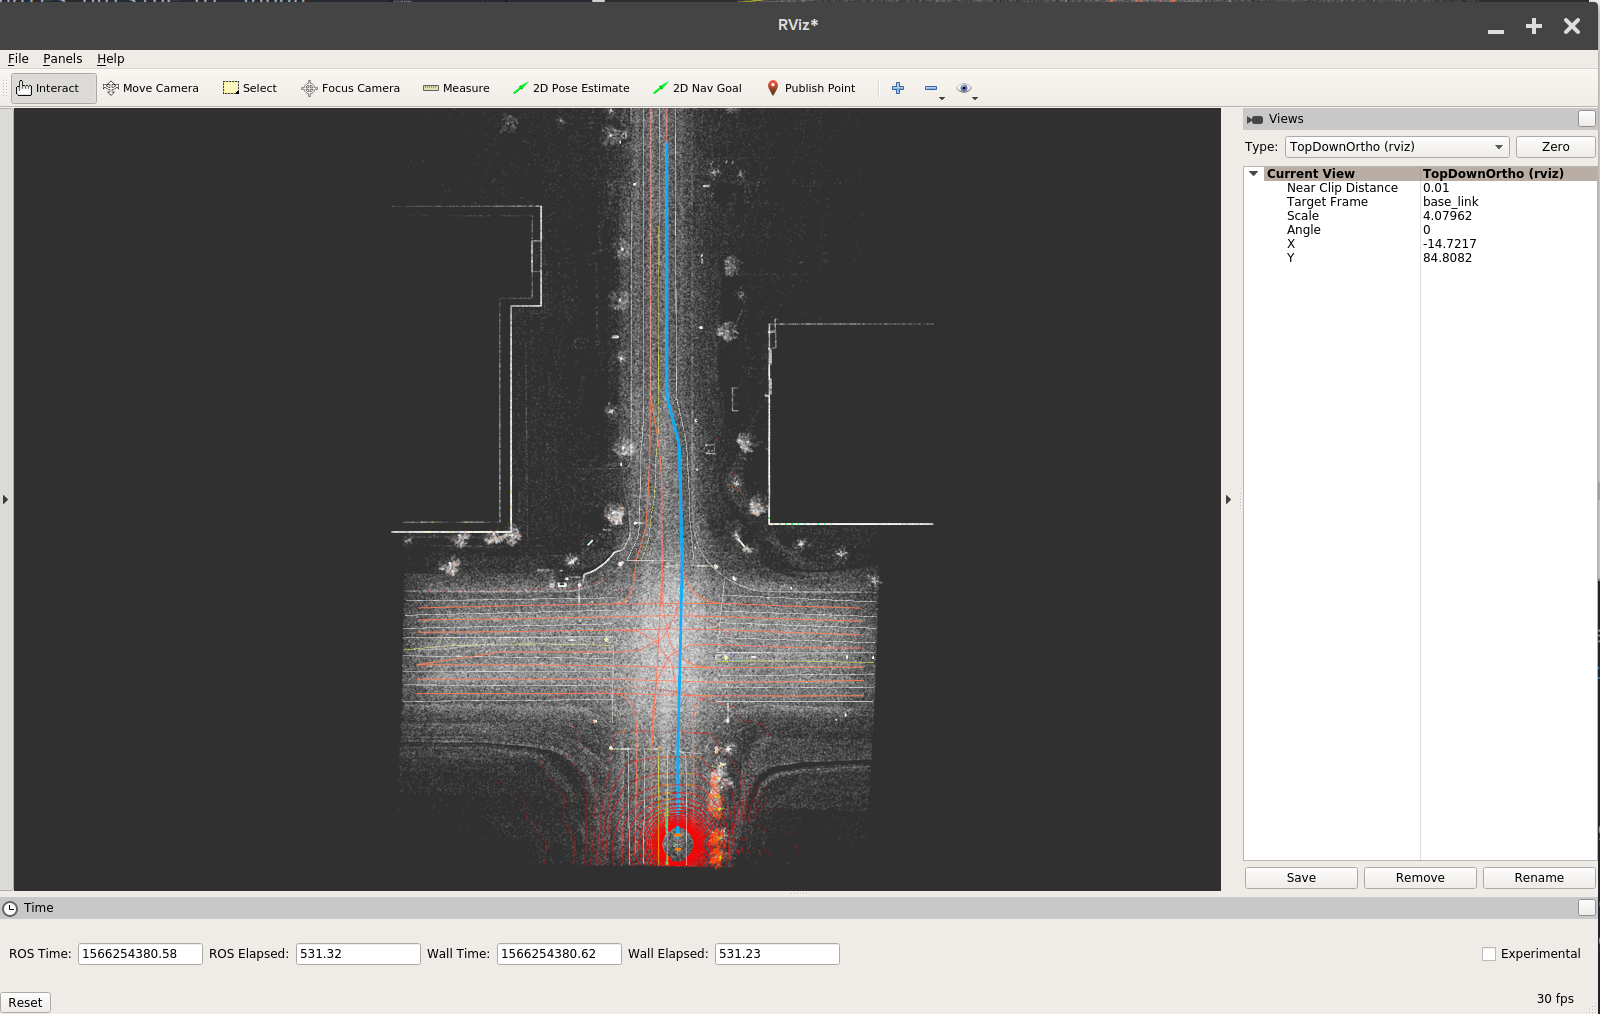 RViz*
File Panels Help
Interact Move Camera Select Focus Camera Measure 2D Pose Estimate 2D Nav Goal Publish Point
Views
Type: TopDownOrtho (rviz) Zero
Current View TopDownOrtho (rviz)
Near Clip Distance 0.01
Target Frame base_link
Scale 4.07962
Angle 0
X -14.7217
Y 84.8082
Save Remove Rename
Time
ROS Time: 1566254380.58 ROS Elapsed: 531.32 Wall Time: 1566254380.62 Wall Elapsed: 531.23 Experimental
Reset 30 fps